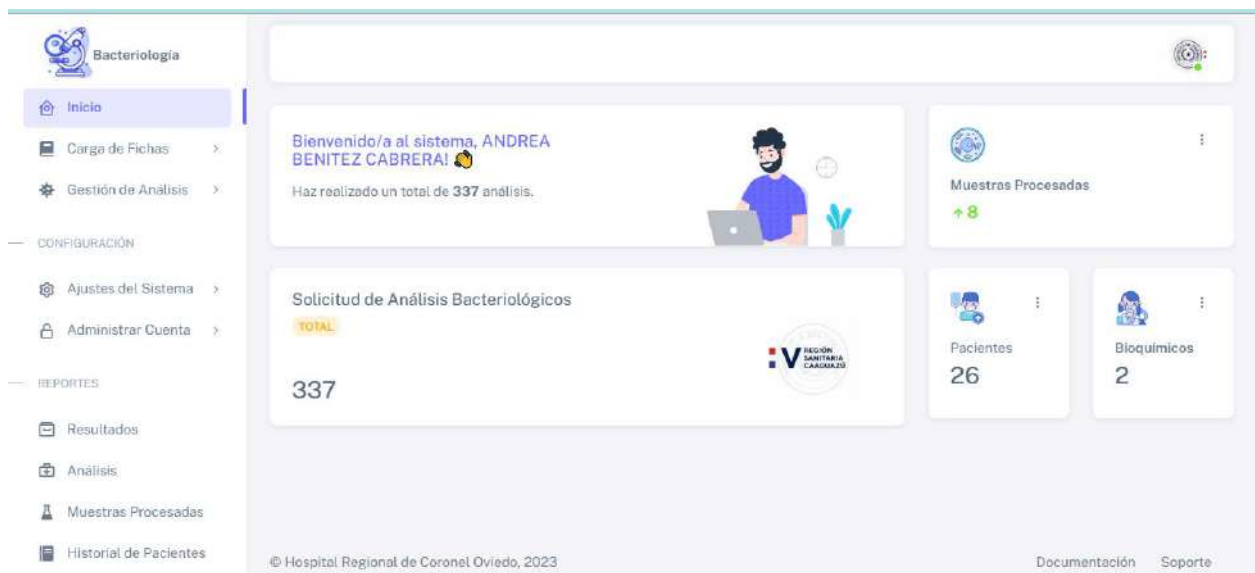 Bacteriología
Inicio
Carga de Fichas
Gestión de Análisis
CONFIGURACIÓN
Ajustes del Sistema
Administrar Cuenta
REPORTES
Resultados
Análisis
Muestras Procesadas
Historial de Pacientes
Bienvenido/a al sistema, ANDREA
BENITEZ CABRERA!
Haz realizado un total de 337 análisis.
Muestras Procesadas
8
Solicitud de Análisis Bacteriológicos
TOTAL
337
V REGIÓN
SANITARIA
CAAGUAZÚ
Pacientes
26
Bioquímicos
2
© Hospital Regional de Coronel Oviedo, 2023
Documentación Soporte